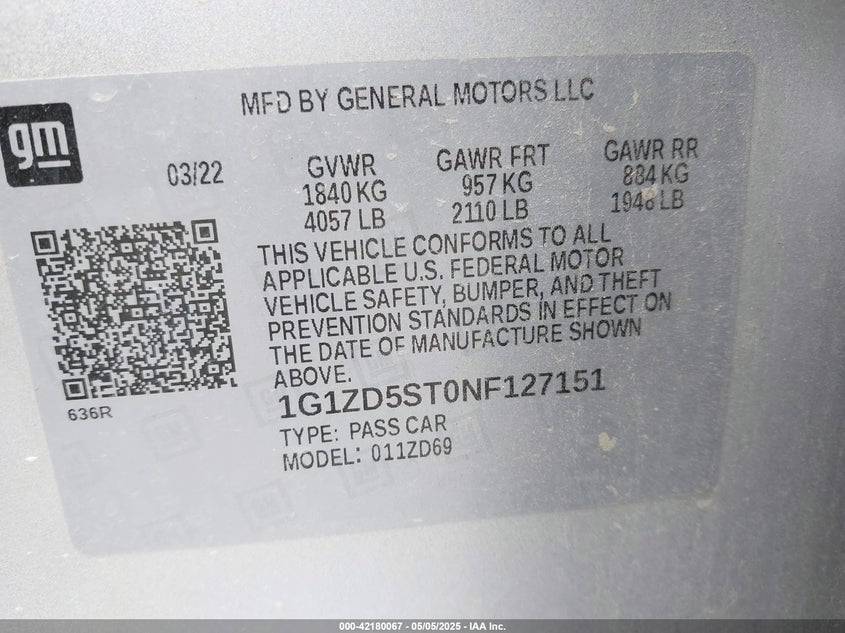 MFD BY GENERAL MOTORS LLC
gm
03/22
GVWR
1840 KG
4057 LB
GAWR FRT
957 KG
2110 LB
GAWR RR
884 KG
1948 LB
THIS VEHICLE CONFORMS TO ALL
APPLICABLE U.S. FEDERAL MOTOR
VEHICLE SAFETY, BUMPER, AND THEFT
PREVENTION STANDARDS IN EFFECT ON
THE DATE OF MANUFACTURE SHOWN
ABOVE.
636R
1G1ZD5ST0NF127151
TYPE: PASS CAR
MODEL: 011ZD69
000-42180067 - 05/05/2025 - IAA Inc.